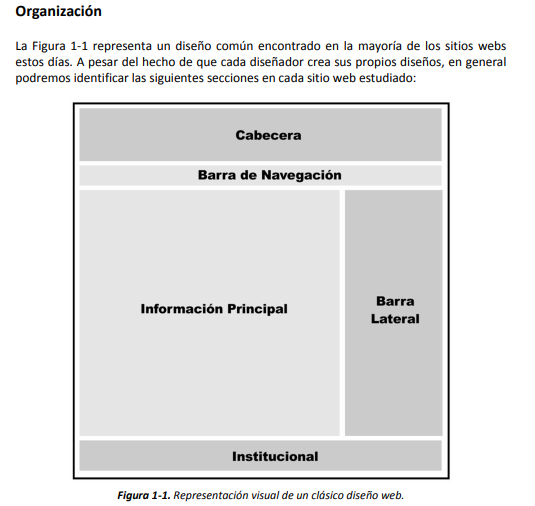 Organización
La Figura 1-1 representa un diseño común encontrado en la mayoría de los sitios webs
estos días. A pesar del hecho de que cada diseñador crea sus propios diseños, en general
podremos identificar las siguientes secciones en cada sitio web estudiado:
Cabecera
Barra de Navegación
Información Principal
Barra
Lateral
Institucional
Figura 1-1. Representación visual de un clásico diseño web.